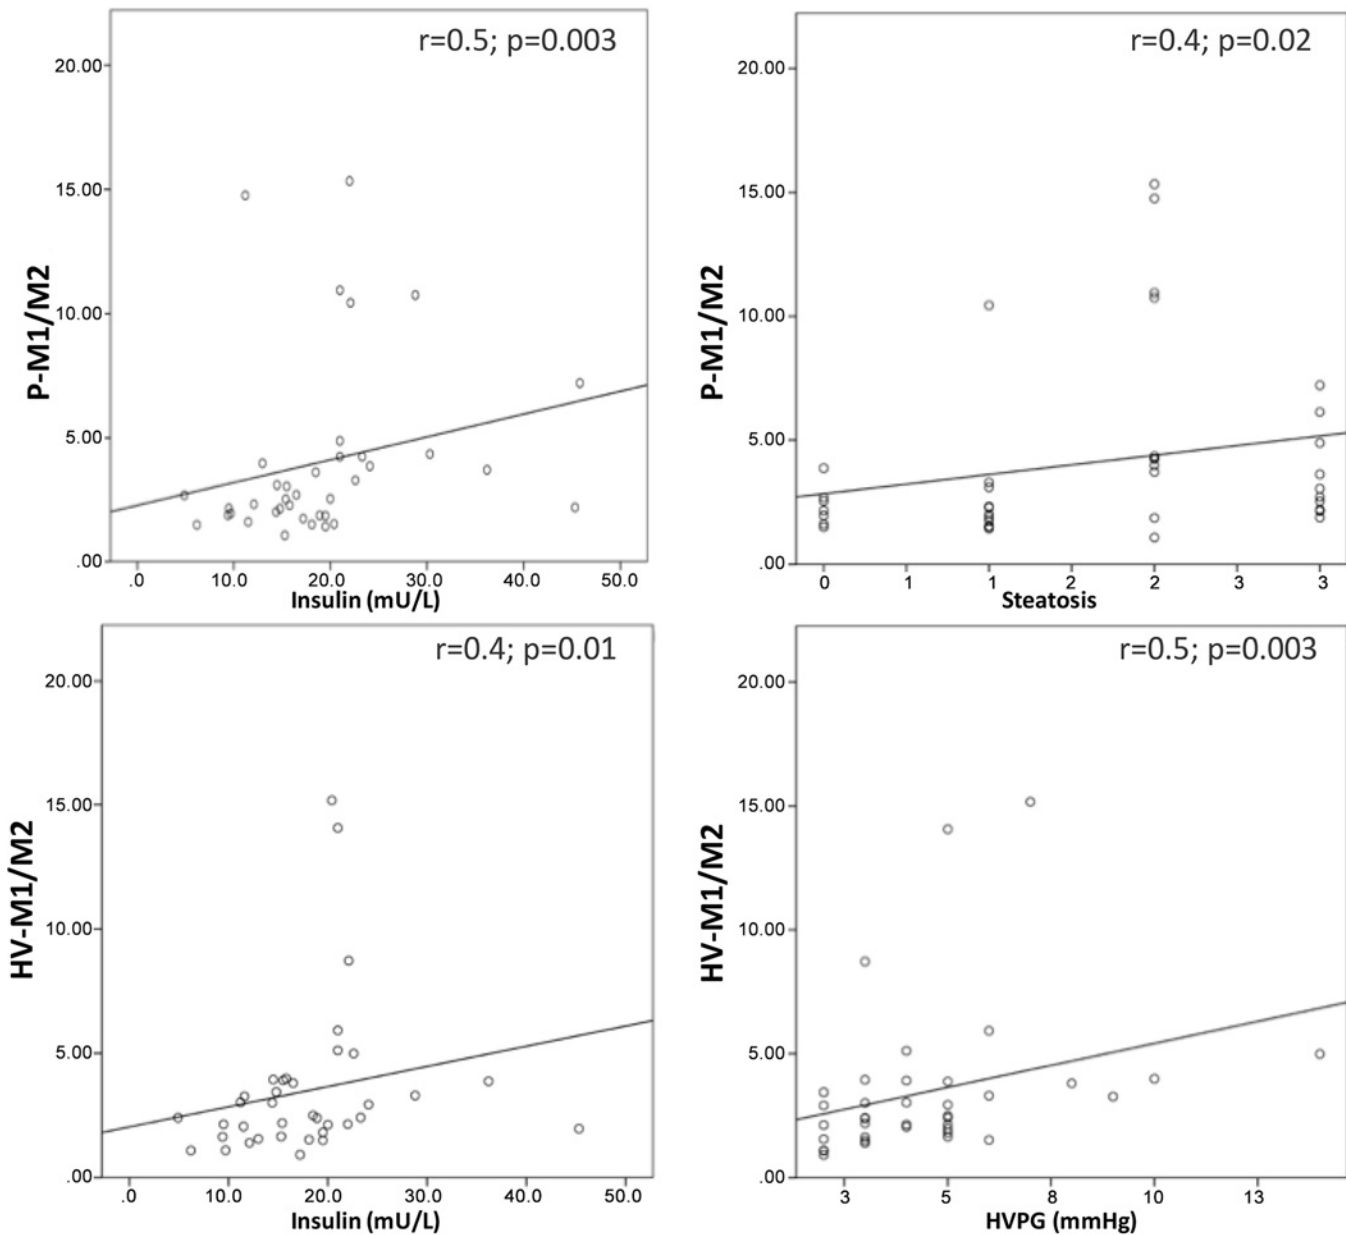 r=0.5; p=0.003
20.00
15.00
10.00
5.00
.00
P-M1/M2
.0 10.0 20.0 30.0 40.0 50.0
Insulin (mU/L)
r=0.4; p=0.02
20.00
15.00
10.00
5.00
.00
P-M1/M2
0 1 1 2 2 3 3
Steatosis
r=0.4; p=0.01
20.00
15.00
10.00
5.00
.00
HV-M1/M2
.0 10.0 20.0 30.0 40.0 50.0
Insulin (mU/L)
r=0.5; p=0.003
20.00
15.00
10.00
5.00
.00
HV-M1/M2
3 5 8 10 13
HVPG (mmHg)